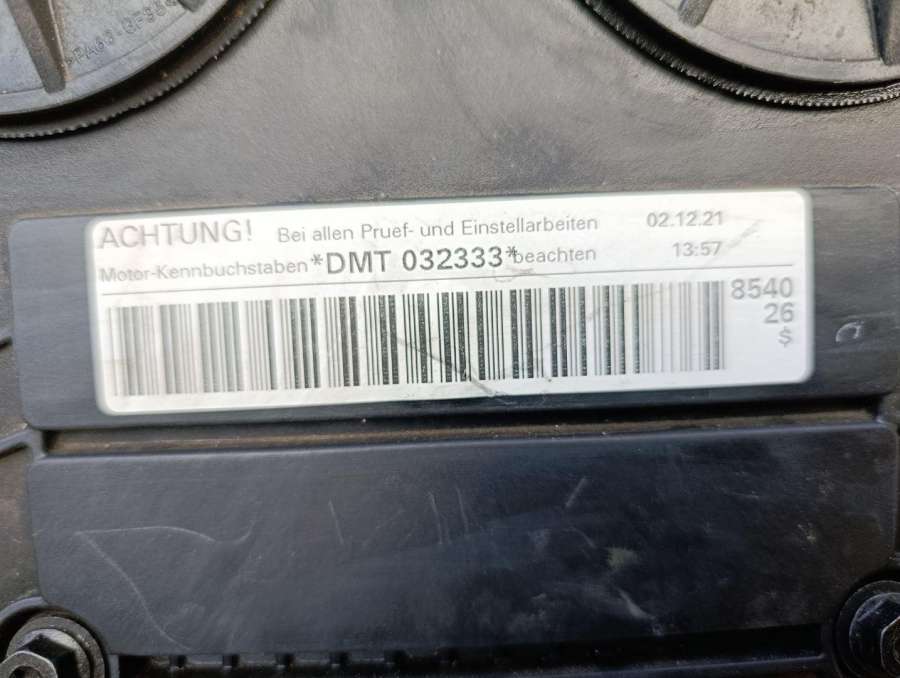 ACHTUNG! Bei allen Pruef- und Einstellarbeiten 02.12.21
Motor-Kennbuchstaben *DMT 032333* beachten 13:57
8540
26
$